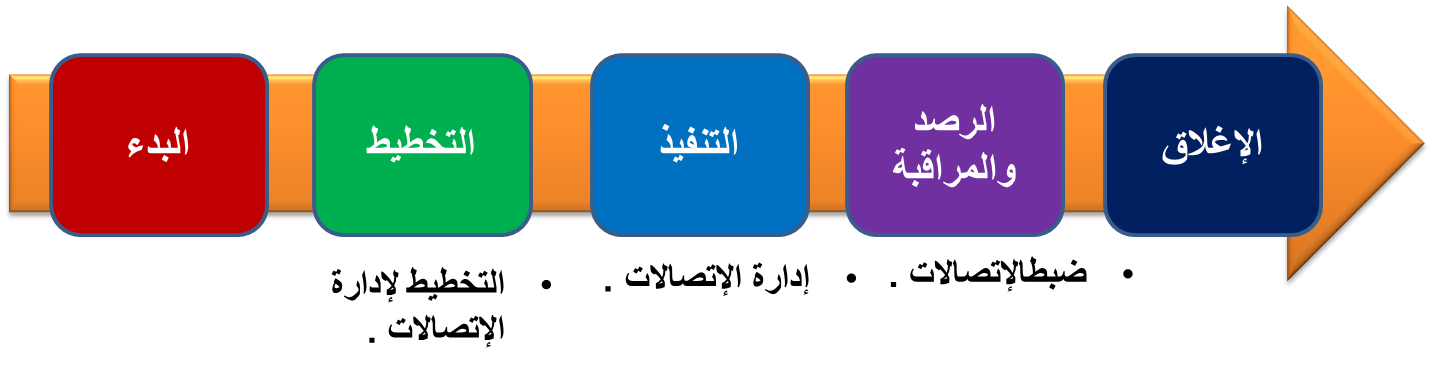 البدء
التخطيط
التنفيذ
الرصد
والمراقبة
الإغلاق
• التخطيط لإدارة
الإتصالات .
• إدارة الإتصالات .
• ضبطالإتصالات .